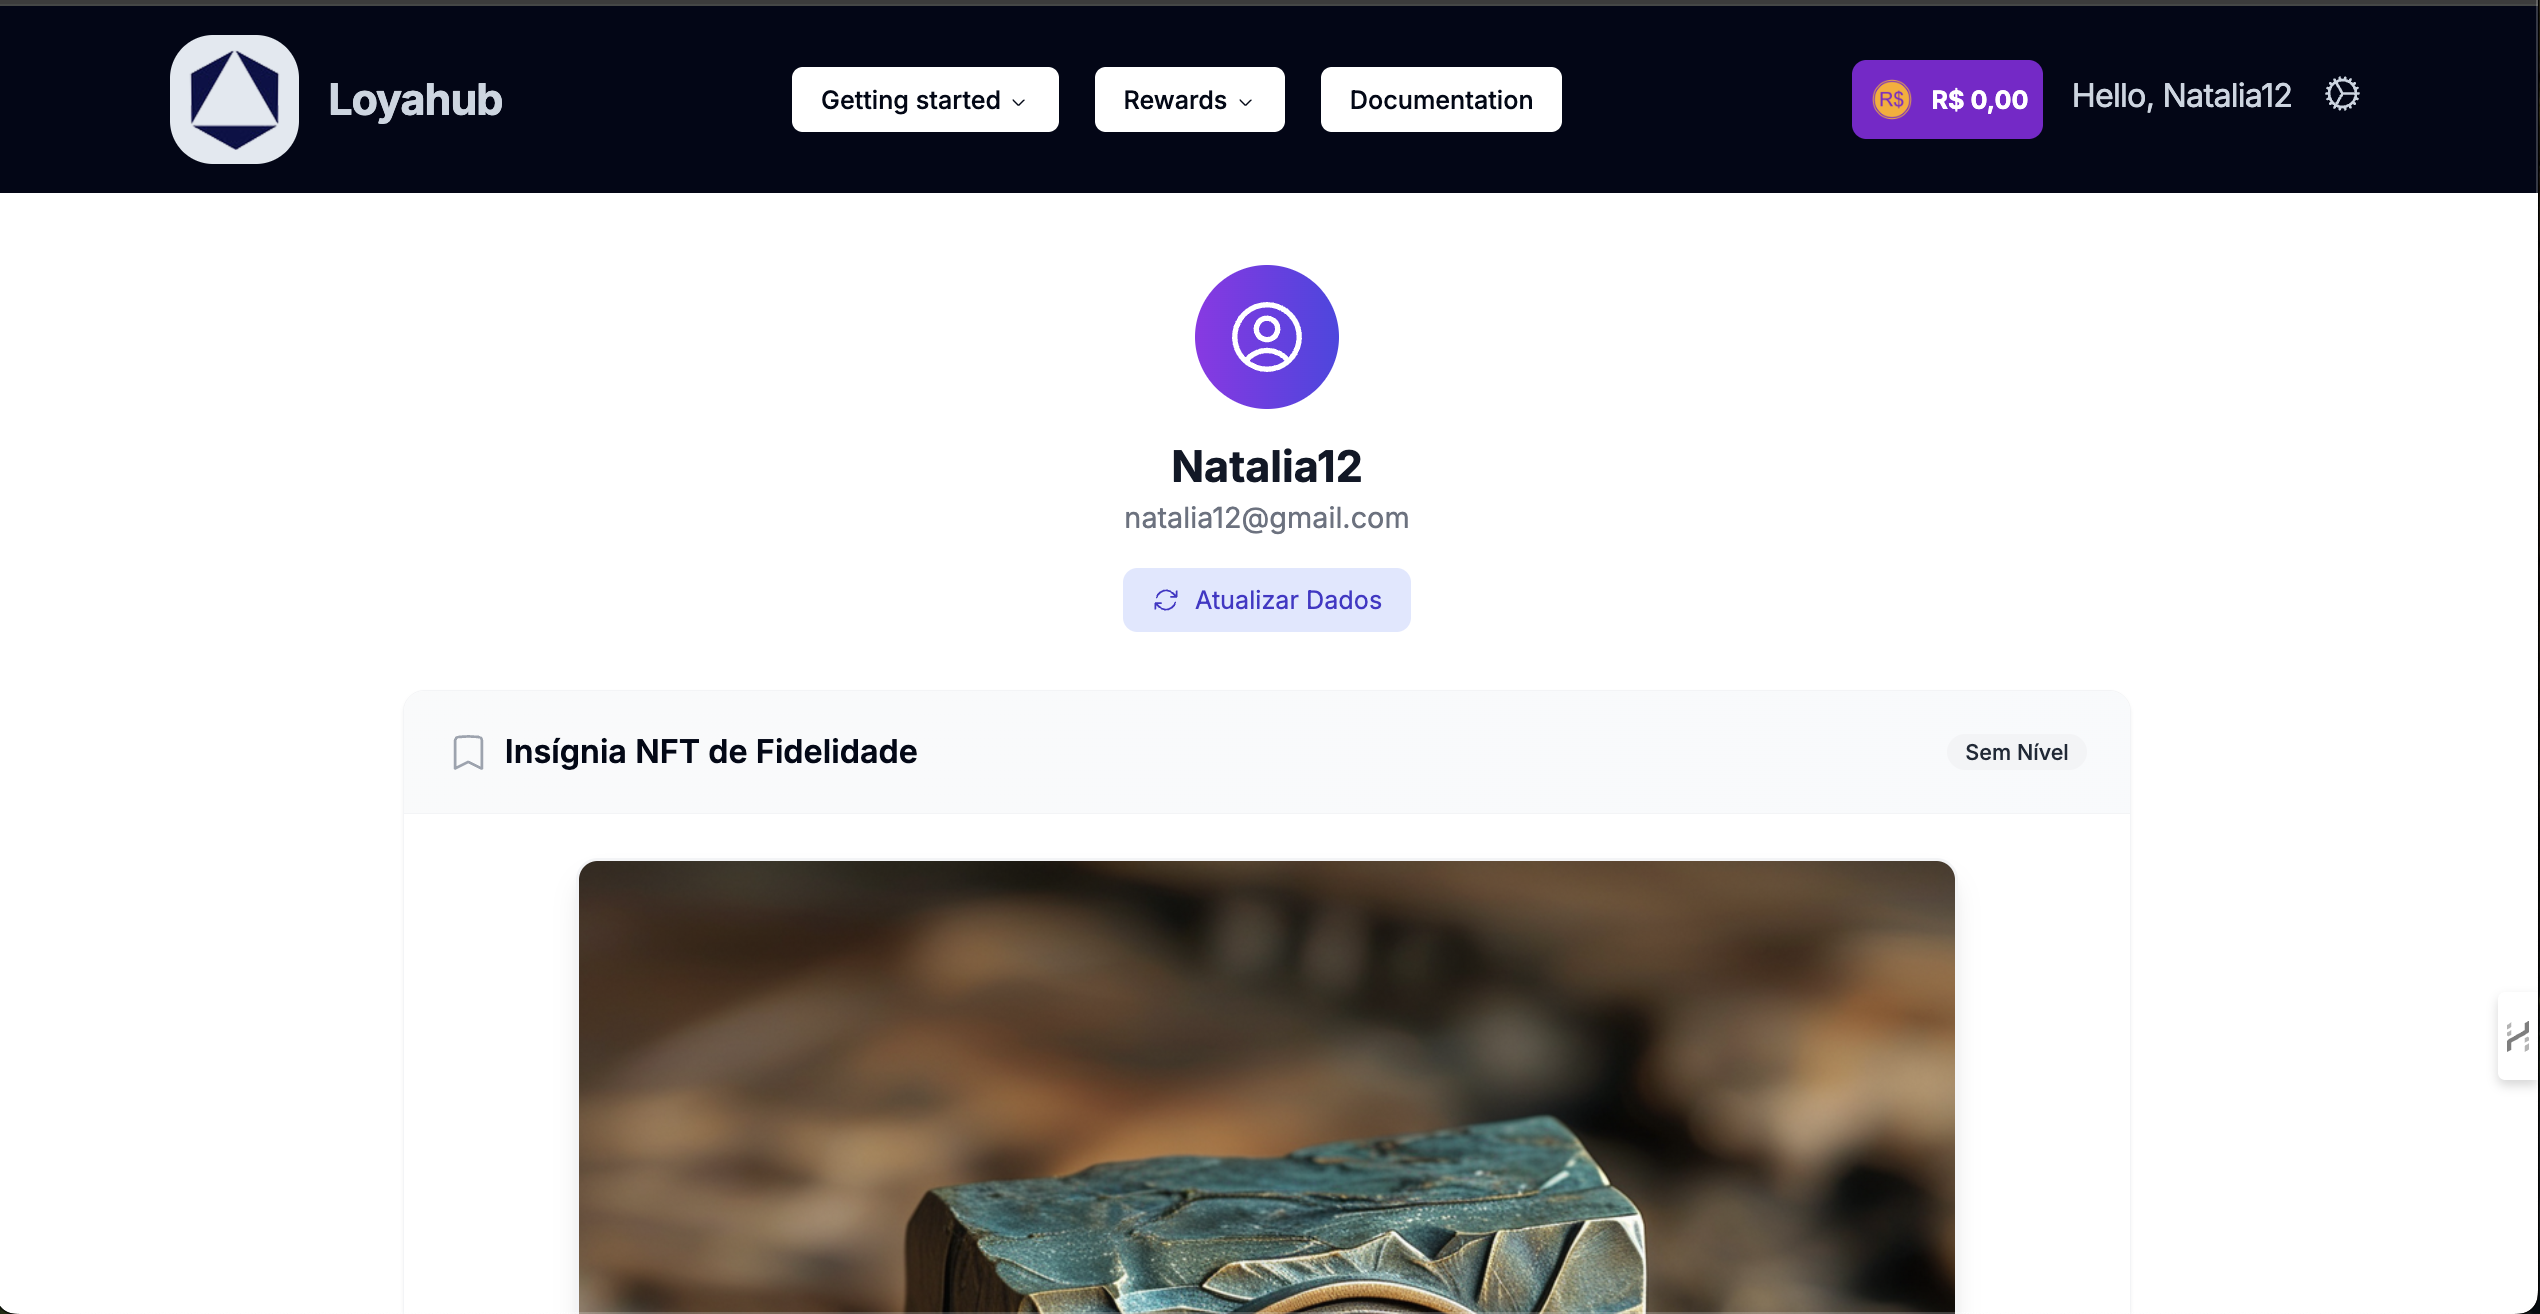 Loyahub
Getting started
Rewards
Documentation
R$ R$ 0,00
Hello, Natalia12
Natalia12
natalia12@gmail.com
Atualizar Dados
Insígnia NFT de Fidelidade
Sem Nível